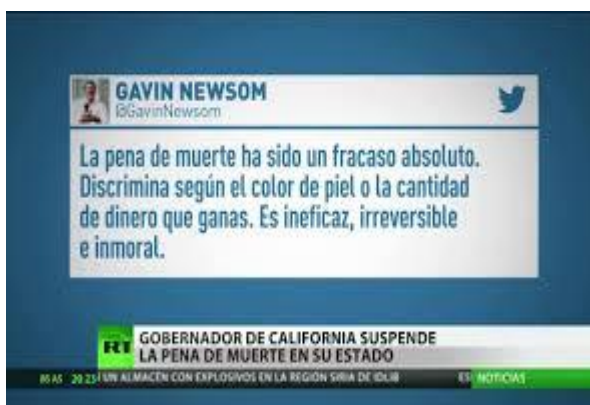 GAVIN NEWSOM
@GavinNewsom
La pena de muerte ha sido un fracaso absoluto.
Discrimina según el color de piel o la cantidad
de dinero que ganas. Es ineficaz, irreversible
e inmoral.
RT
GOBERNADOR DE CALIFORNIA SUSPENDE
LA PENA DE MUERTE EN SU ESTADO
20:23 UN ALMACÉN CON EXPLOSIVOS EN LA REGIÓN SIRIA DE IDLIB
NOTICIAS